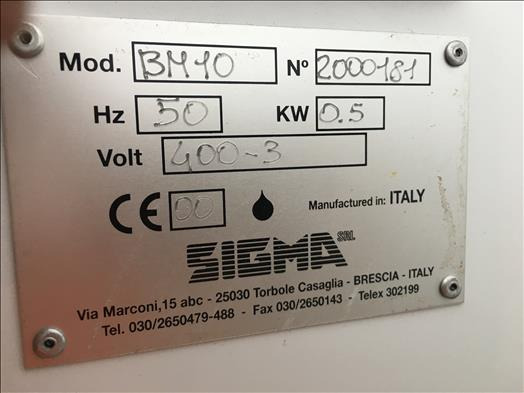 Mod. BM10 Nº 2000181
Hz 50 KW 0.5
Volt 400-3
CE 00 Manufactured in: ITALY
SIGMA SRL
Via Marconi,15 abc - 25030 Torbole Casaglia - BRESCIA - ITALY
Tel. 030/2650479-488 - Fax 030/2650143 - Telex 302199